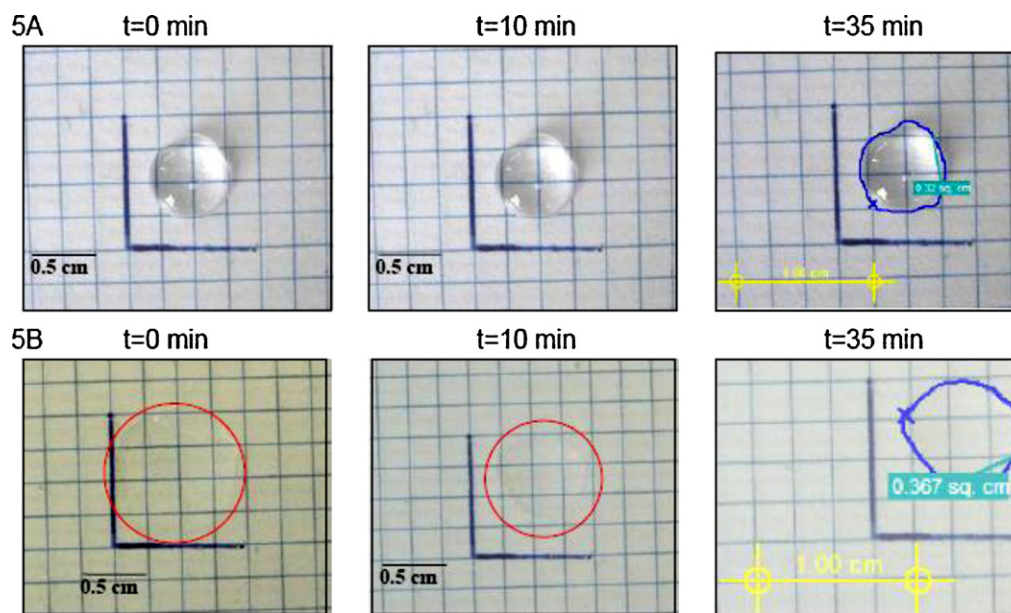 5A t=0 min t=10 min t=35 min
0.5 cm 0.5 cm 0.32 sq. cm
1.00 cm
5B t=0 min t=10 min t=35 min
0.5 cm 0.5 cm 0.367 sq. cm
1.00 cm